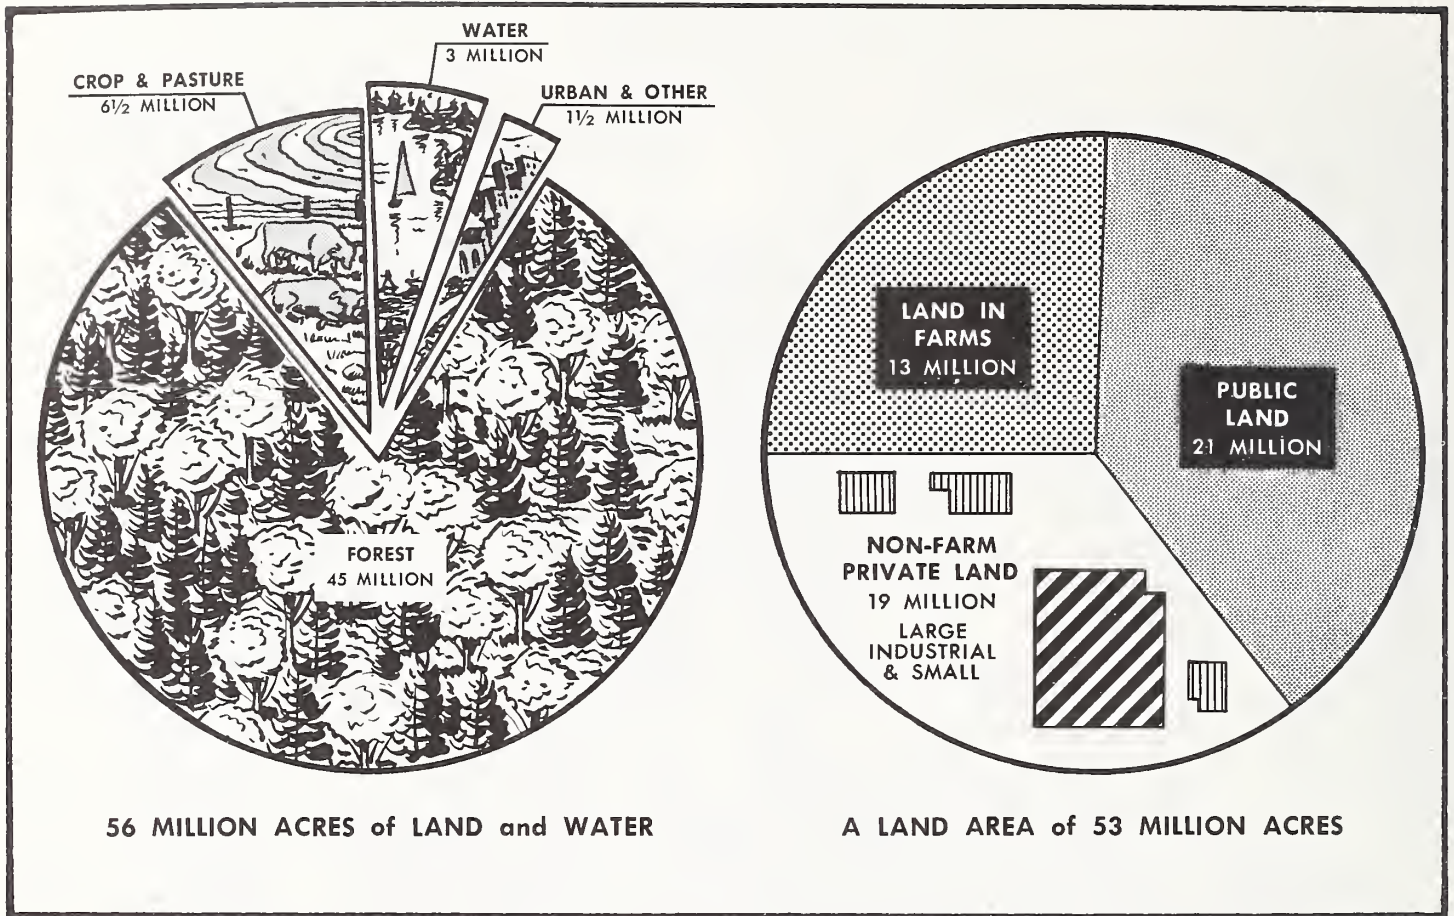 WATER
3 MILLION
CROP & PASTURE
6½ MILLION
URBAN & OTHER
1½ MILLION
FOREST
45 MILLION
56 MILLION ACRES of LAND and WATER
LAND IN
FARMS
13 MILLION
PUBLIC
LAND
21 MILLION
NON-FARM
PRIVATE LAND
19 MILLION
LARGE
INDUSTRIAL
& SMALL
A LAND AREA of 53 MILLION ACRES